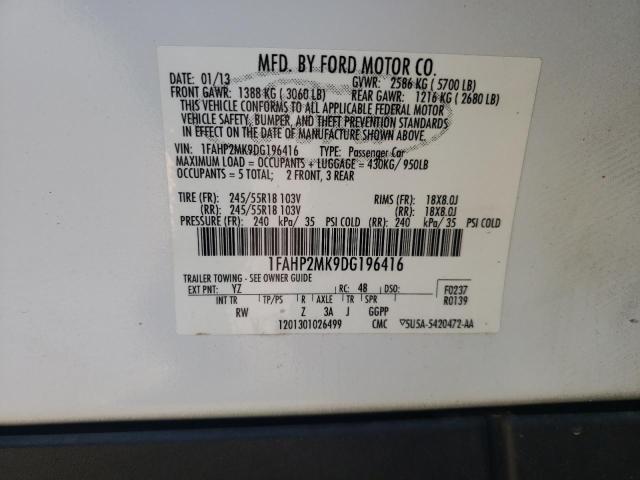 MFD. BY FORD MOTOR CO.
DATE: 01/13 GVWR: 2586 KG (5700 LB)
FRONT GAWR: 1388 KG (3060 LB) REAR GAWR: 1216 KG (2680 LB)
THIS VEHICLE CONFORMS TO ALL APPLICABLE FEDERAL MOTOR
VEHICLE SAFETY, BUMPER, AND THEFT PREVENTION STANDARDS
IN EFFECT ON THE DATE OF MANUFACTURE SHOWN ABOVE.
VIN: 1FAHP2MK9DG196416 TYPE: Passenger Car
MAXIMUM LOAD = OCCUPANTS + LUGGAGE = 430KG/950LB
OCCUPANTS = 5 TOTAL; 2 FRONT, 3 REAR
TIRE (FR): 245/55R18 103V RIMS (FR): 18X8.0J
(RR): 245/55R18 103V (RR): 18X8.0J
PRESSURE (FR): 240 kPa/ 35 PSI COLD (RR): 240 kPa/ 35 PSI COLD
1FAHP2MK9DG196416
TRAILER TOWING - SEE OWNER GUIDE
EXT PNT: YZ RC: 48 DSO: F0237
INT TR TP/PS R AXLE TR SPR R0139
RW Z 3A J GGPP
1201301026499 CMC 5U5A-5420472-AA